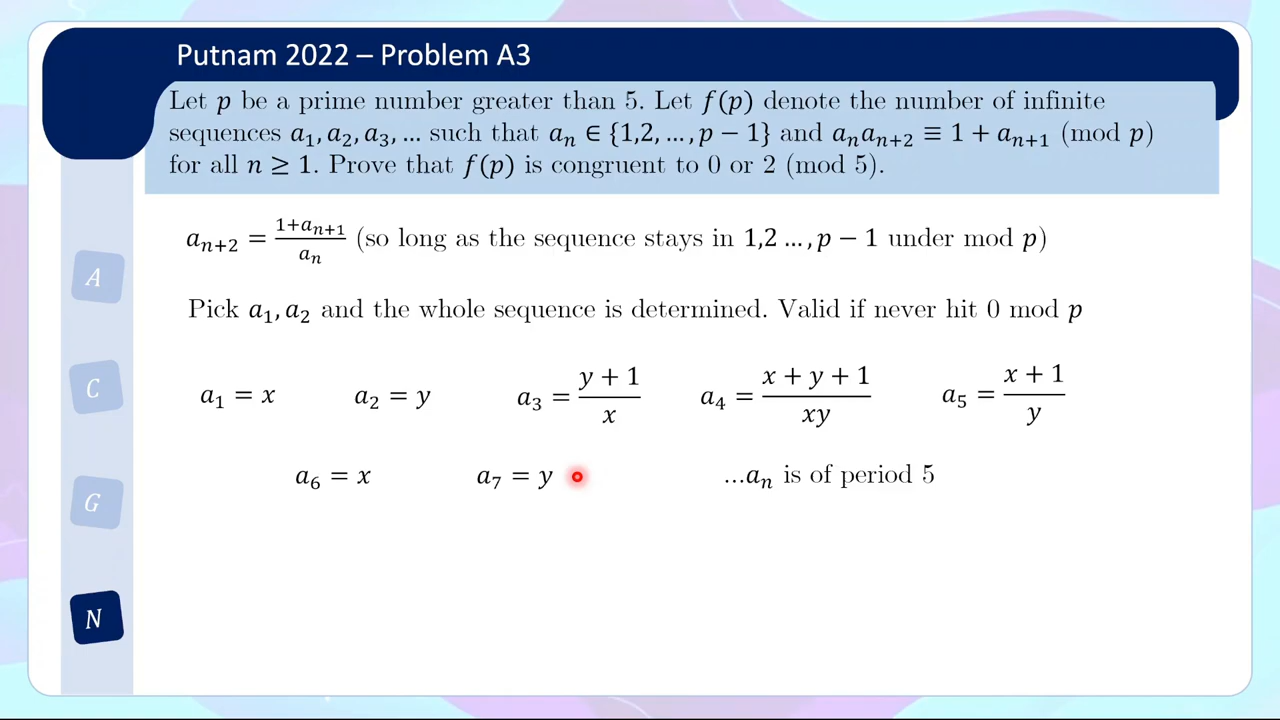 Putnam 2022 – Problem A3
Let p be a prime number greater than 5. Let f(p) denote the number of infinite
sequences a₁, a₂, a₃, … such that aₙ ∈ {1,2, …, p − 1} and aₙaₙ₊₂ ≡ 1 + aₙ₊₁ (mod p)
for all n ≥ 1. Prove that f(p) is congruent to 0 or 2 (mod 5).
aₙ₊₂ = (1+aₙ₊₁)/aₙ (so long as the sequence stays in 1,2 …, p − 1 under mod p)
A
Pick a₁, a₂ and the whole sequence is determined. Valid if never hit 0 mod p
C
a₁ = x a₂ = y a₃ = (y + 1)/x a₄ = (x + y + 1)/(xy) a₅ = (x + 1)/y
G
a₆ = x a₇ = y …aₙ is of period 5
N